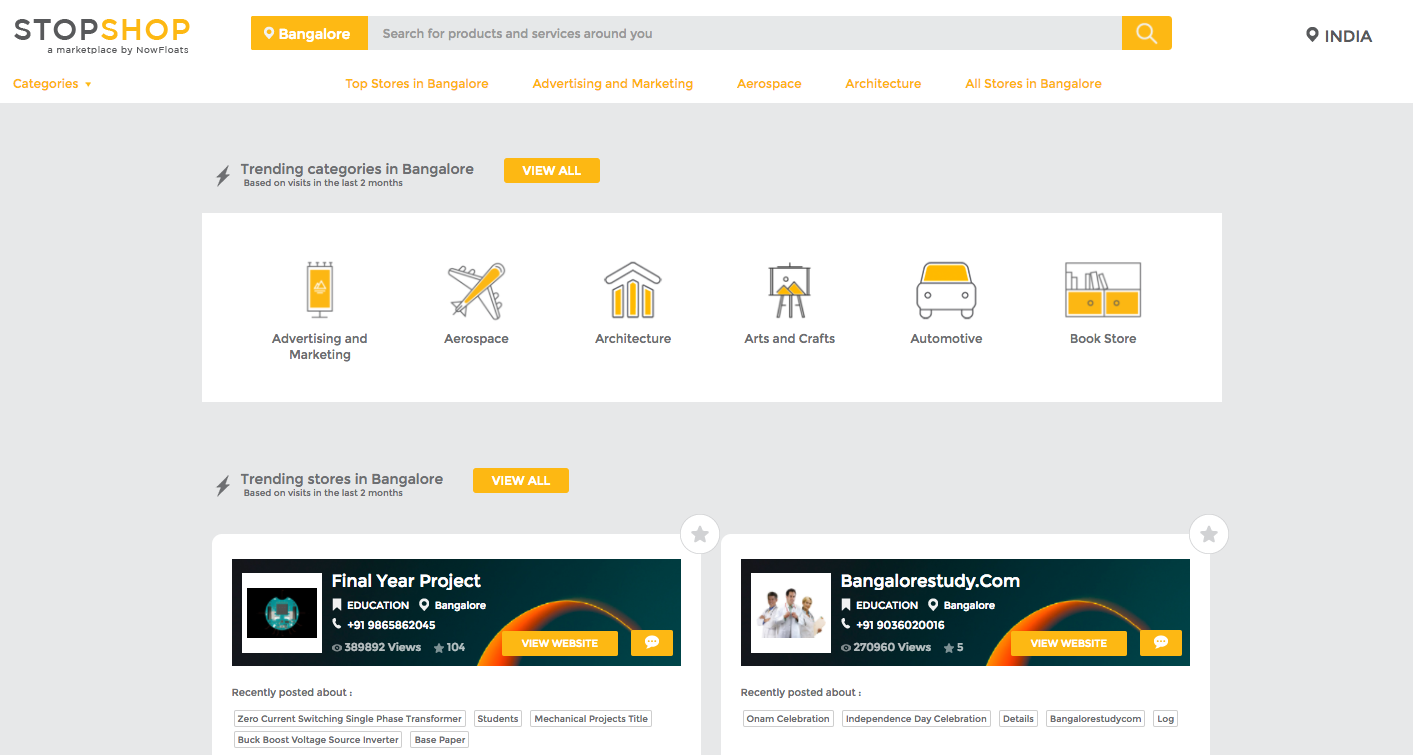 STOPSHOP
a marketplace by NowFloats
Bangalore
Search for products and services around you
INDIA
Categories
Top Stores in Bangalore
Advertising and Marketing
Aerospace
Architecture
All Stores in Bangalore
Trending categories in Bangalore
Based on visits in the last 2 months
VIEW ALL
Advertising and
Marketing
Aerospace
Architecture
Arts and Crafts
Automotive
Book Store
Trending stores in Bangalore
Based on visits in the last 2 months
VIEW ALL
Final Year Project
EDUCATION Bangalore
+91 9865862045
389892 Views 104
VIEW WEBSITE
Recently posted about :
Zero Current Switching Single Phase Transformer Students Mechanical Projects Title
Buck Boost Voltage Source Inverter Base Paper
Bangalorestudy.Com
EDUCATION Bangalore
+91 9036020016
270960 Views 5
VIEW WEBSITE
Recently posted about :
Onam Celebration Independence Day Celebration Details Bangalorestudycom Log